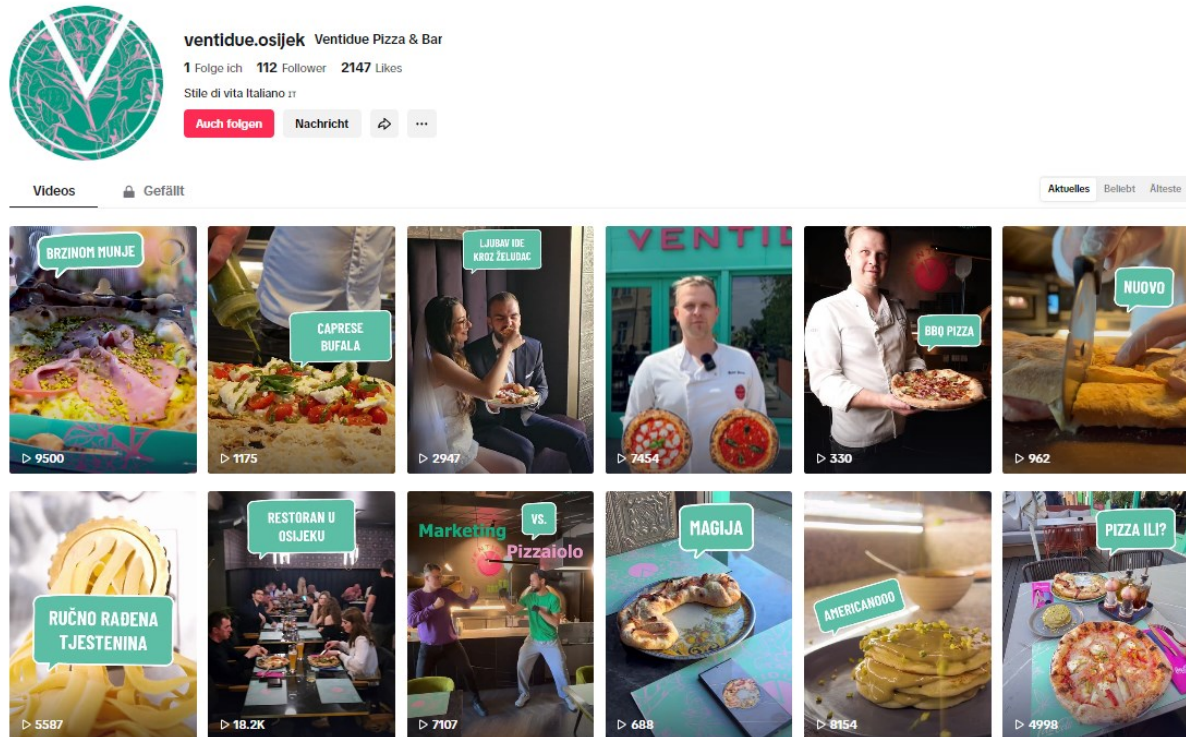 ventidue.osijek Ventidue Pizza & Bar
1 Folge ich 112 Follower 2147 Likes
Stile di vita Italiano IT
Auch folgen Nachricht ...
Videos Gefällt
Aktuelles Beliebt Älteste
BRZINOM MUNJE
9500
CAPRESE
BUFALA
1175
LJUBAV IDE
KROZ ŽELUDAC
2947
VENTID
7454
BBQ PIZZA
330
NUOVO
962
RUČNO RAĐENA
TJESTENINA
5587
RESTORAN U
OSIJEKU
18.2K
Marketing
VS.
Pizzaiolo
7107
MAGIJA
688
AMERICANOOO
8154
PIZZA ILI?
4998